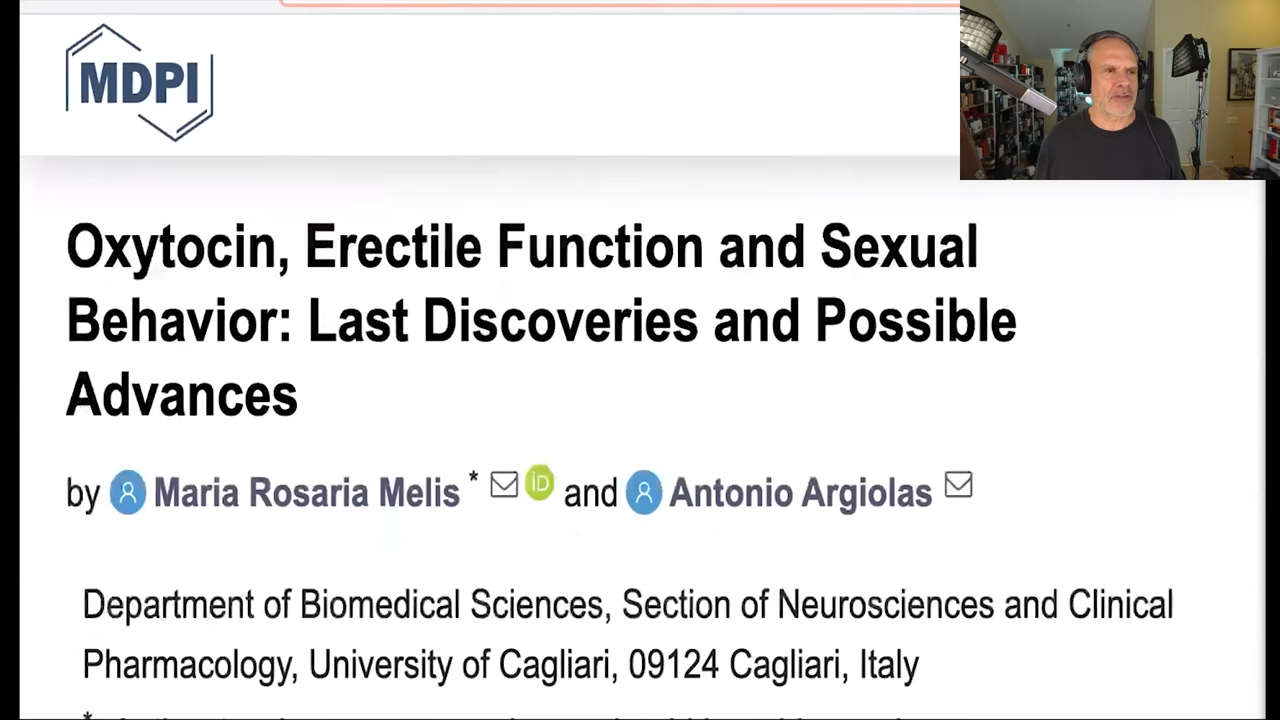 MDPI
Oxytocin, Erectile Function and Sexual
Behavior: Last Discoveries and Possible
Advances
by Maria Rosaria Melis * iD and Antonio Argiolas
Department of Biomedical Sciences, Section of Neurosciences and Clinical
Pharmacology, University of Cagliari, 09124 Cagliari, Italy
*